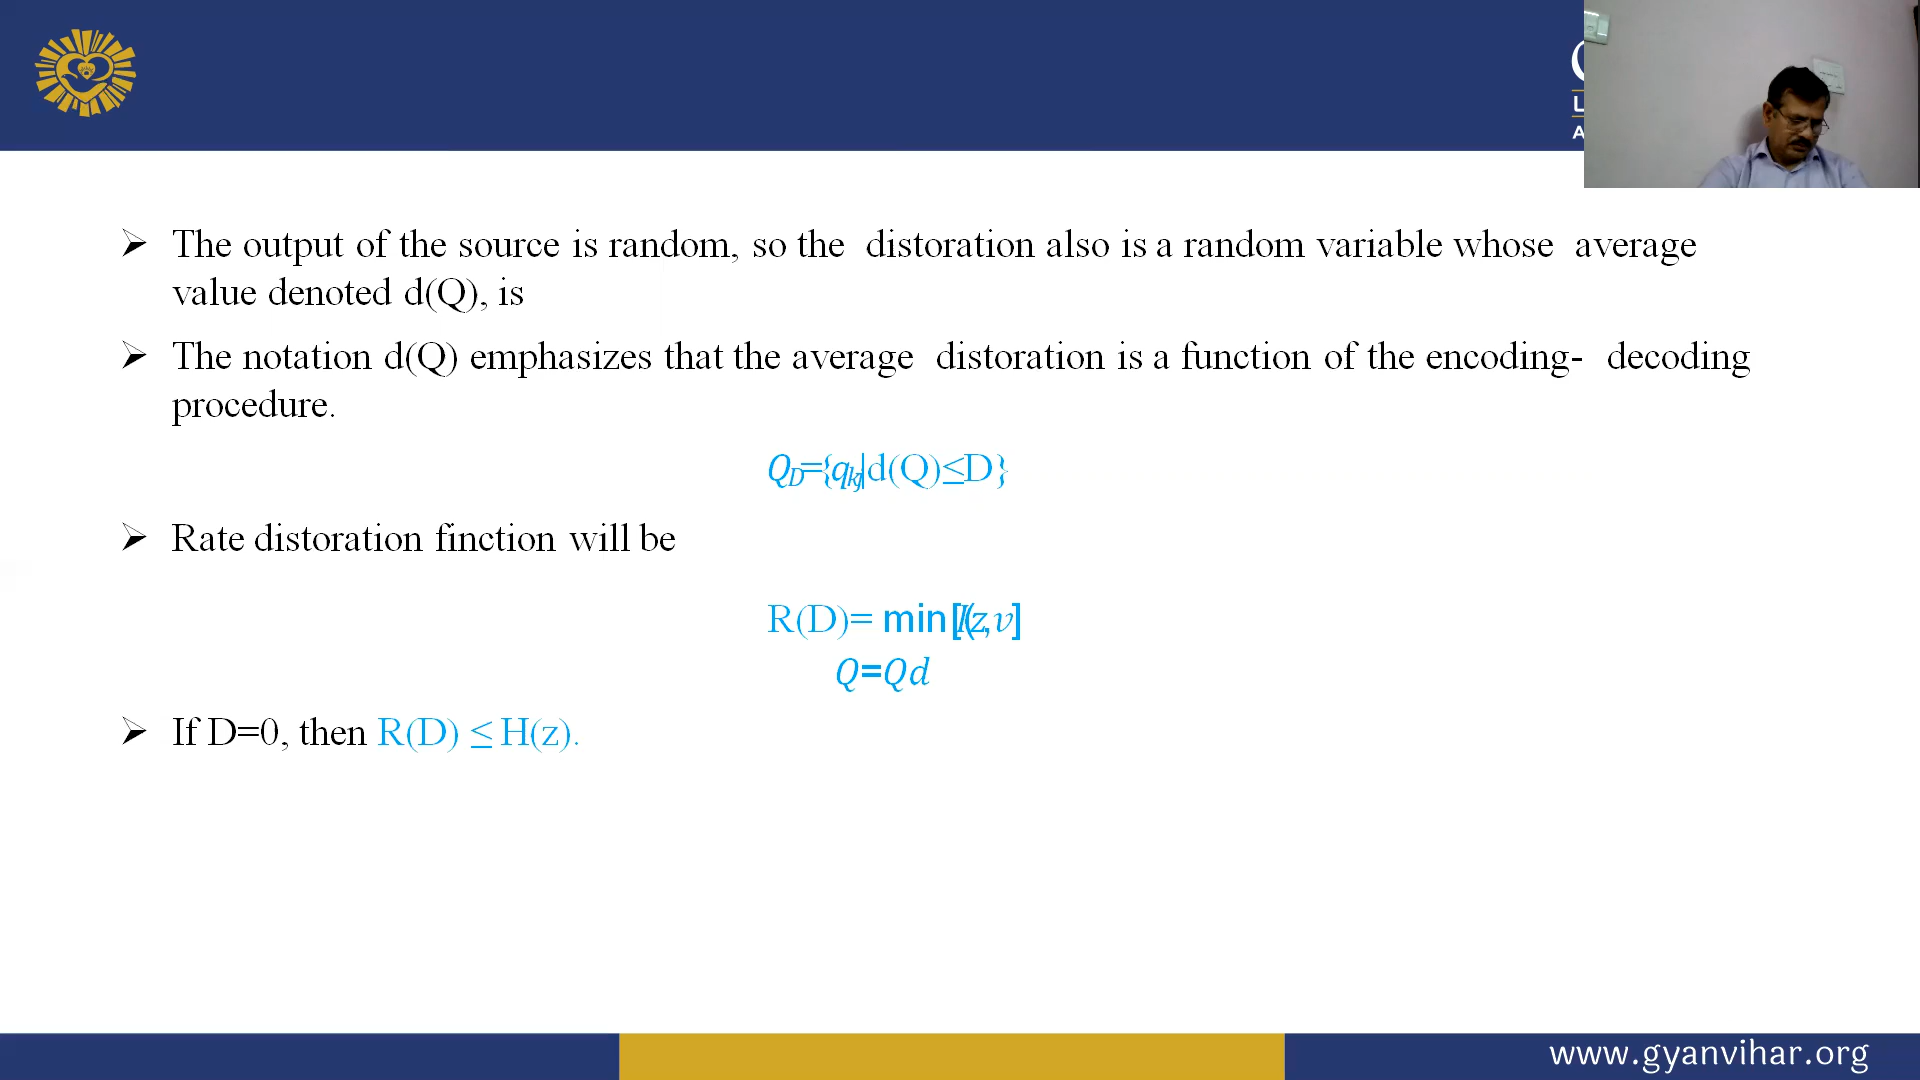 ➢ The output of the source is random, so the distoration also is a random variable whose average
value denoted d(Q), is
➢ The notation d(Q) emphasizes that the average distoration is a function of the encoding- decoding
procedure.
Q_D={q_kj|d(Q)≤D}
➢ Rate distoration finction will be
R(D)= min[I(z,v]
Q=Qd
➢ If D=0, then R(D) ≤ H(z).
www.gyanvihar.org